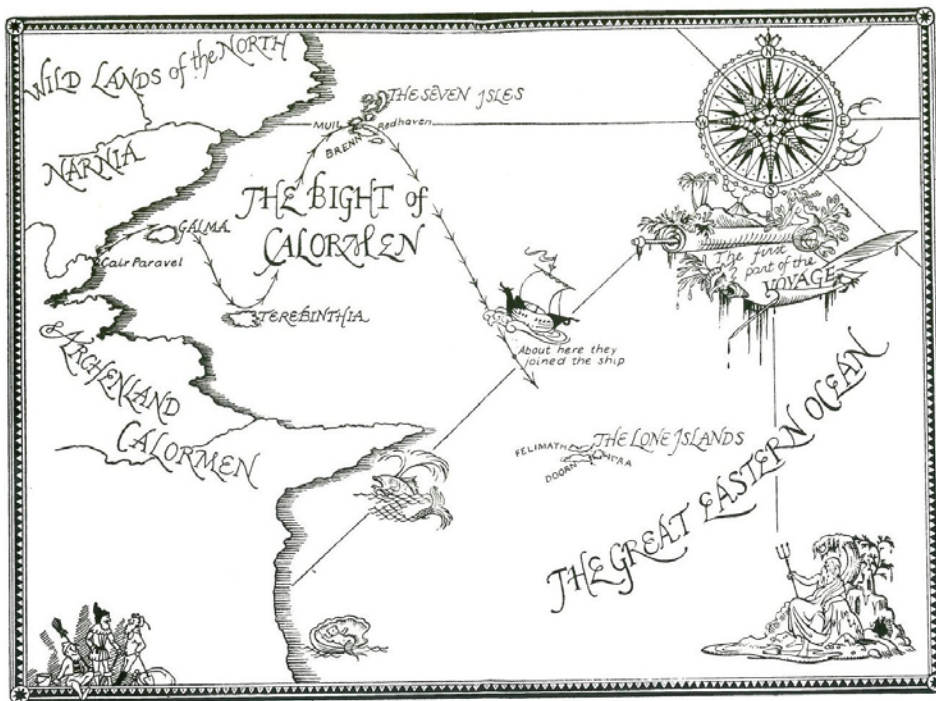 WILD LANDS of the NORTH
N
W
E
S
THE SEVEN ISLES
MUIL
Redhaven
BRENN
NARNIA
THE BIGHT of
CALORMEN
GALMA
Cair Paravel
TEREBINTHIA
The first
part of the
VOYAGE
About here they
joined the ship
ARCHENLAND
CALORMEN
FELIMATH
THE LONE ISLANDS
DOORN
THE GREAT EASTERN OCEAN